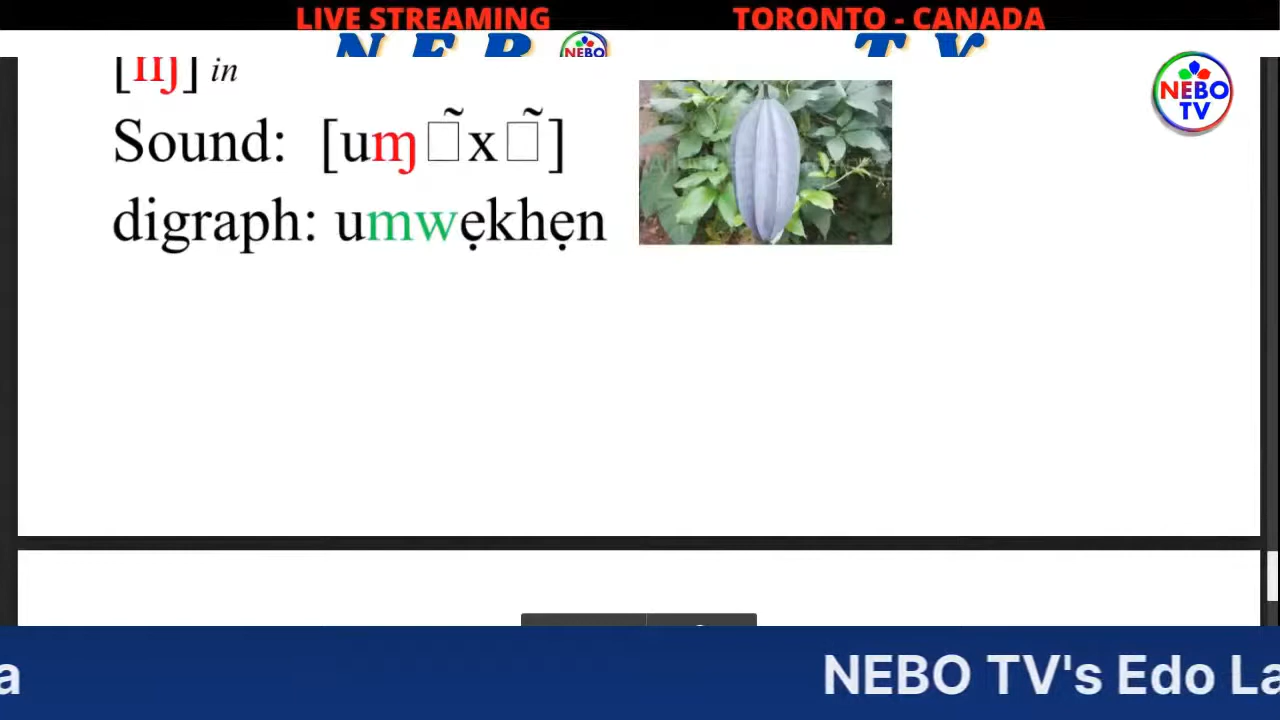 LIVE STREAMING TORONTO - CANADA
[ɱ] in
NEBO TV
Sound: [uɱ□̃x□̃]
digraph: umwẹkhẹn
a NEBO TV's Edo La